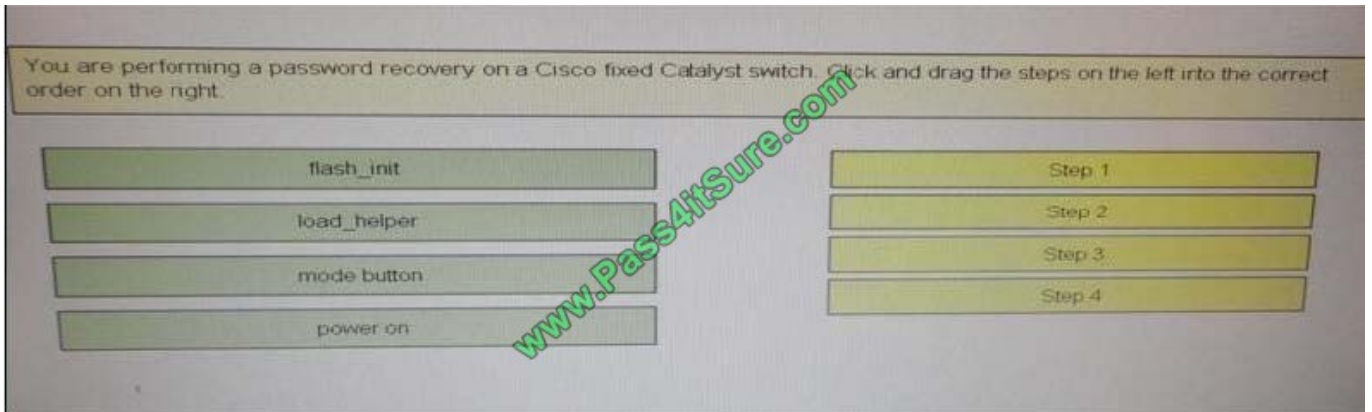 You are performing a password recovery on a Cisco fixed Catalyst switch. Click and drag the steps on the left into the correct
order on the right.
flash_init
load_helper
mode button
power on
Step 1
Step 2
Step 3
Step 4
www.Pass4itSure.com